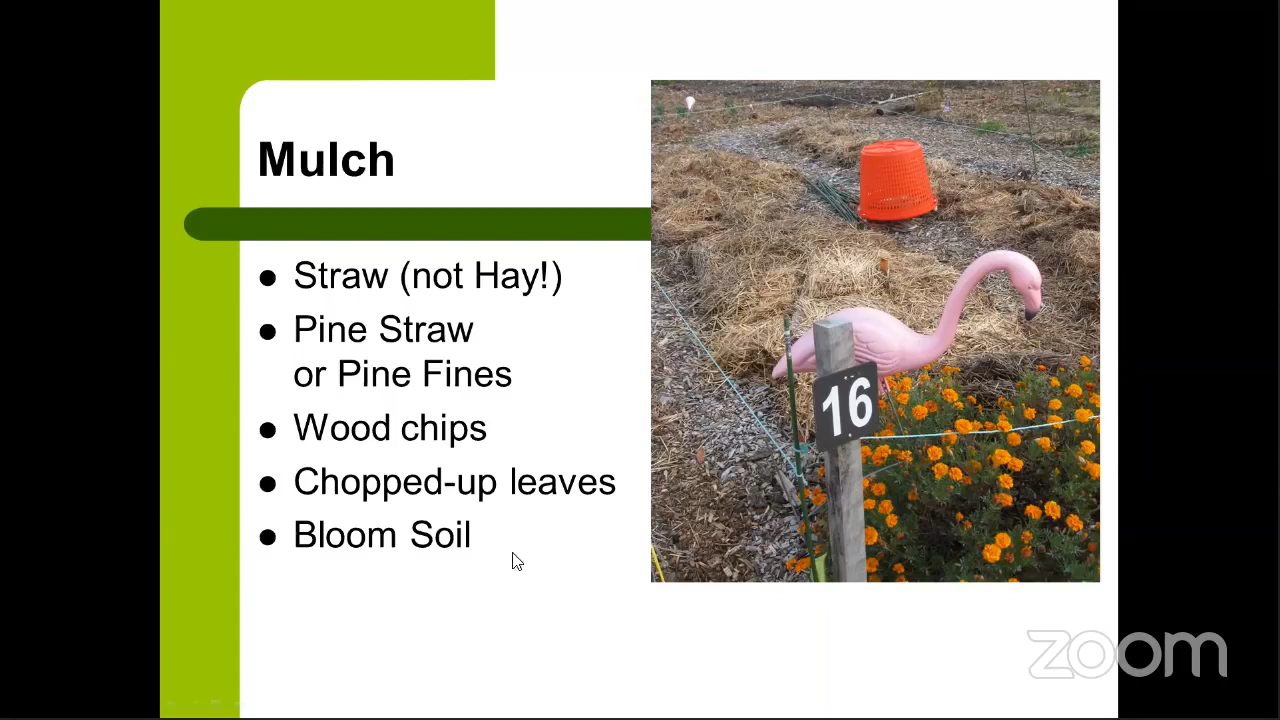 Mulch
Straw (not Hay!)
Pine Straw
or Pine Fines
Wood chips
Chopped-up leaves
Bloom Soil
16
zoom